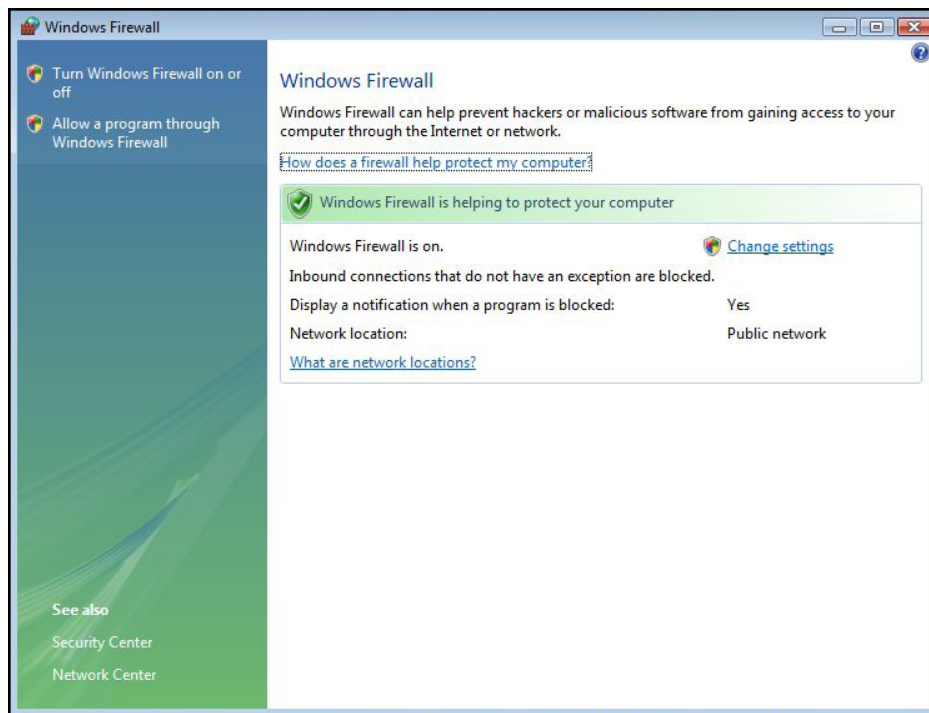 Windows Firewall
Turn Windows Firewall on or
off
Allow a program through
Windows Firewall
See also
Security Center
Network Center
Windows Firewall
Windows Firewall can help prevent hackers or malicious software from gaining access to your
computer through the Internet or network.
How does a firewall help protect my computer?
Windows Firewall is helping to protect your computer
Windows Firewall is on.
Change settings
Inbound connections that do not have an exception are blocked.
Display a notification when a program is blocked: Yes
Network location: Public network
What are network locations?